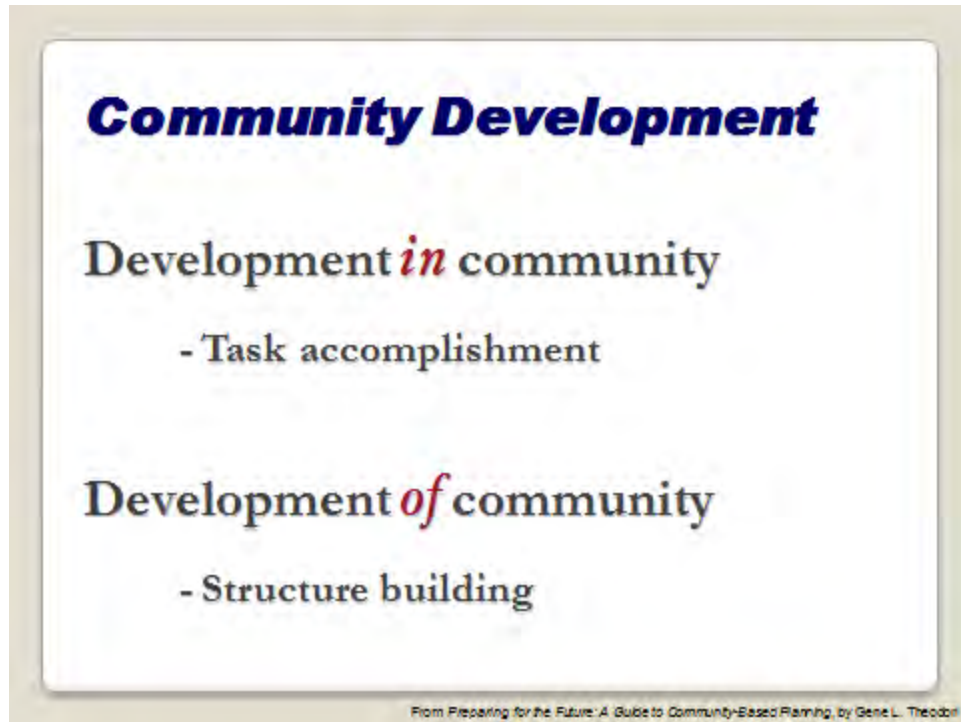 Community Development
Development in community
- Task accomplishment
Development of community
- Structure building
From Preparing for the Future: A Guide to Community-Based Planning, by Gene L. Theodori